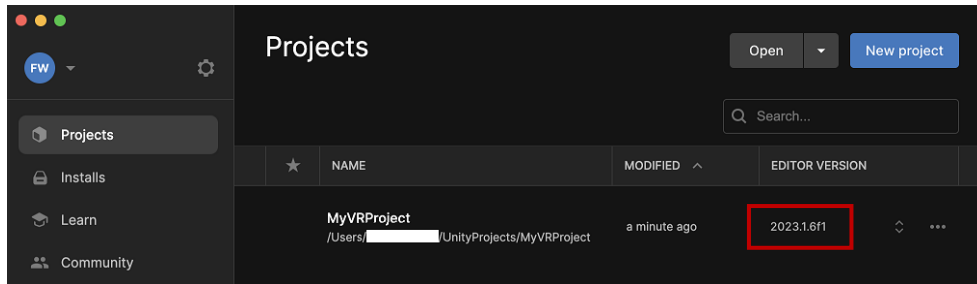 Projects
Open
New project
FW
Search...
Projects
NAME
MODIFIED
EDITOR VERSION
Installs
Learn
MyVRProject
/Users/ /UnityProjects/MyVRProject
a minute ago
2023.1.6f1
Community